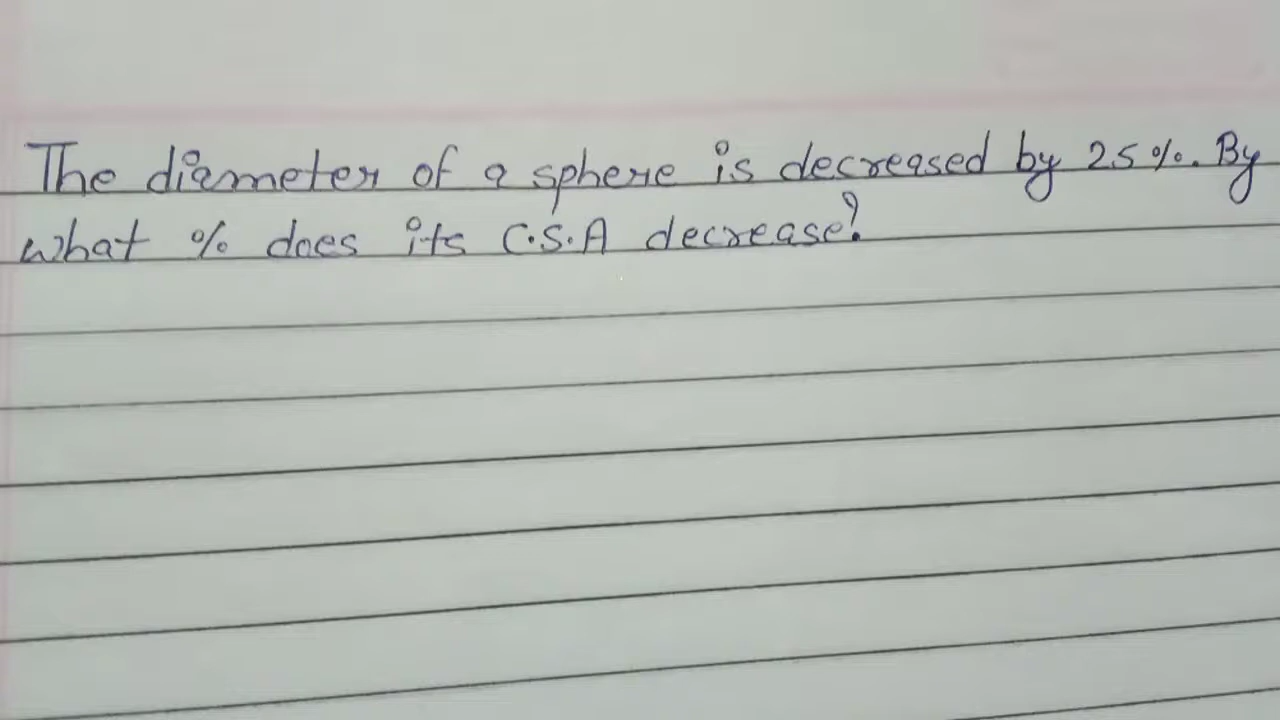 The diameter of a sphere is decreased by 25%. By
what % does its C.S.A decrease?